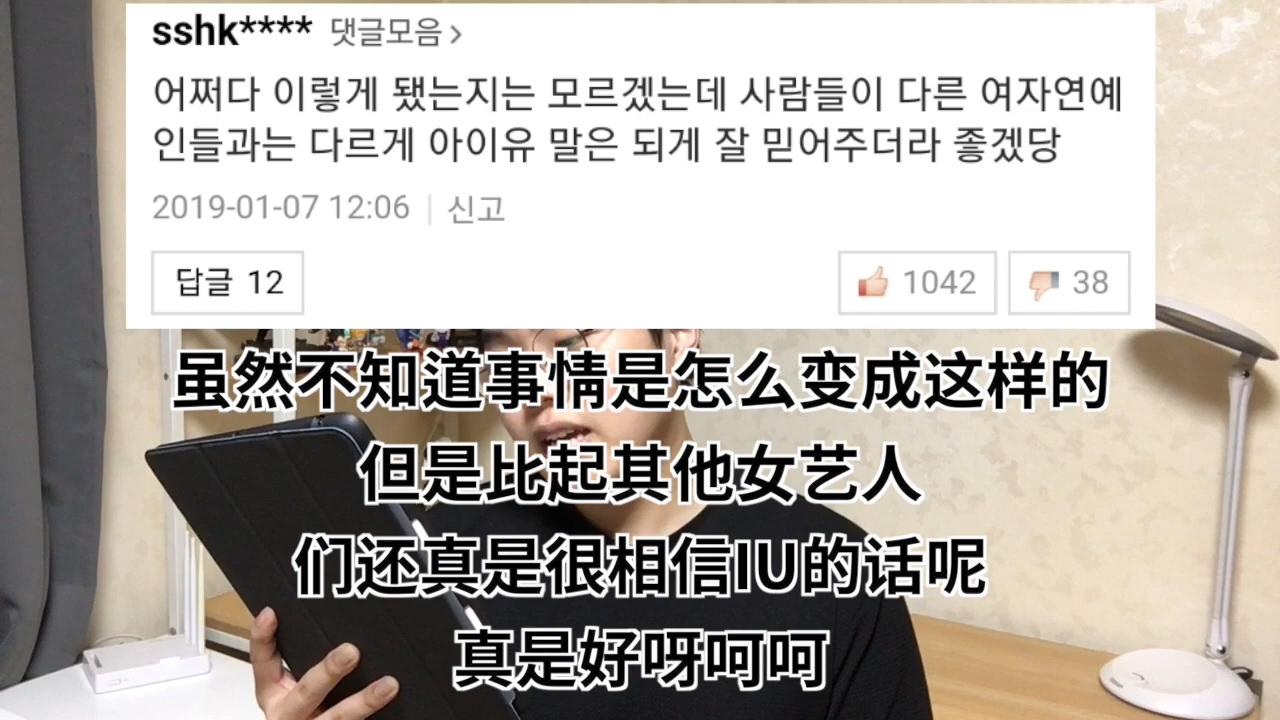 sshk**** 댓글모음 >
어쩌다 이렇게 됐는지는 모르겠는데 사람들이 다른 여자연예
인들과는 다르게 아이유 말은 되게 잘 믿어주더라 좋겠당
2019-01-07 12:06 | 신고
답글 12 1042 38
虽然不知道事情是怎么变成这样的
但是比起其他女艺人
们还真是很相信IU的话呢
真是好呀呵呵